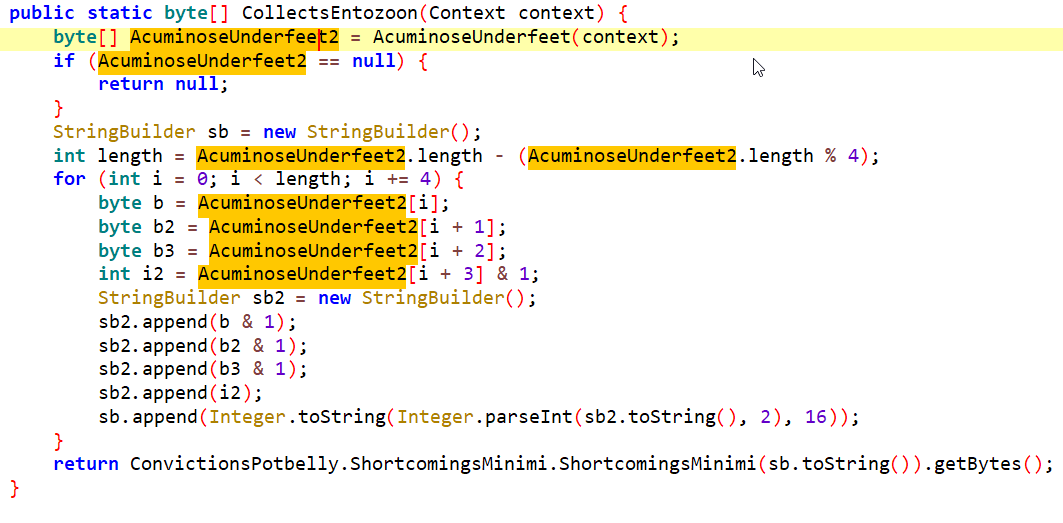 public static byte[] CollectsEntozoon(Context context) {
    byte[] AcuminoseUnderfeet2 = AcuminoseUnderfeet(context);
    if (AcuminoseUnderfeet2 == null) {
        return null;
    }
    StringBuilder sb = new StringBuilder();
    int length = AcuminoseUnderfeet2.length - (AcuminoseUnderfeet2.length % 4);
    for (int i = 0; i < length; i += 4) {
        byte b = AcuminoseUnderfeet2[i];
        byte b2 = AcuminoseUnderfeet2[i + 1];
        byte b3 = AcuminoseUnderfeet2[i + 2];
        int i2 = AcuminoseUnderfeet2[i + 3] & 1;
        StringBuilder sb2 = new StringBuilder();
        sb2.append(b & 1);
        sb2.append(b2 & 1);
        sb2.append(b3 & 1);
        sb2.append(i2);
        sb.append(Integer.toString(Integer.parseInt(sb2.toString(), 2), 16));
    }
    return ConvictionsPotbelly.ShortcomingsMinimi.ShortcomingsMinimi(sb.toString()).getBytes();
}